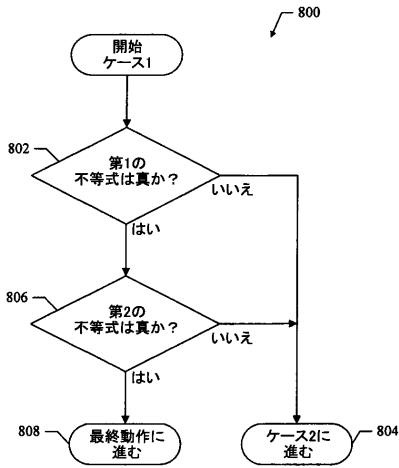 800
開始
ケース1
802
第1の
不等式は真か?
いいえ
はい
806
第2の
不等式は真か?
いいえ
はい
808
最終動作に
進む
ケース2に
進む
804